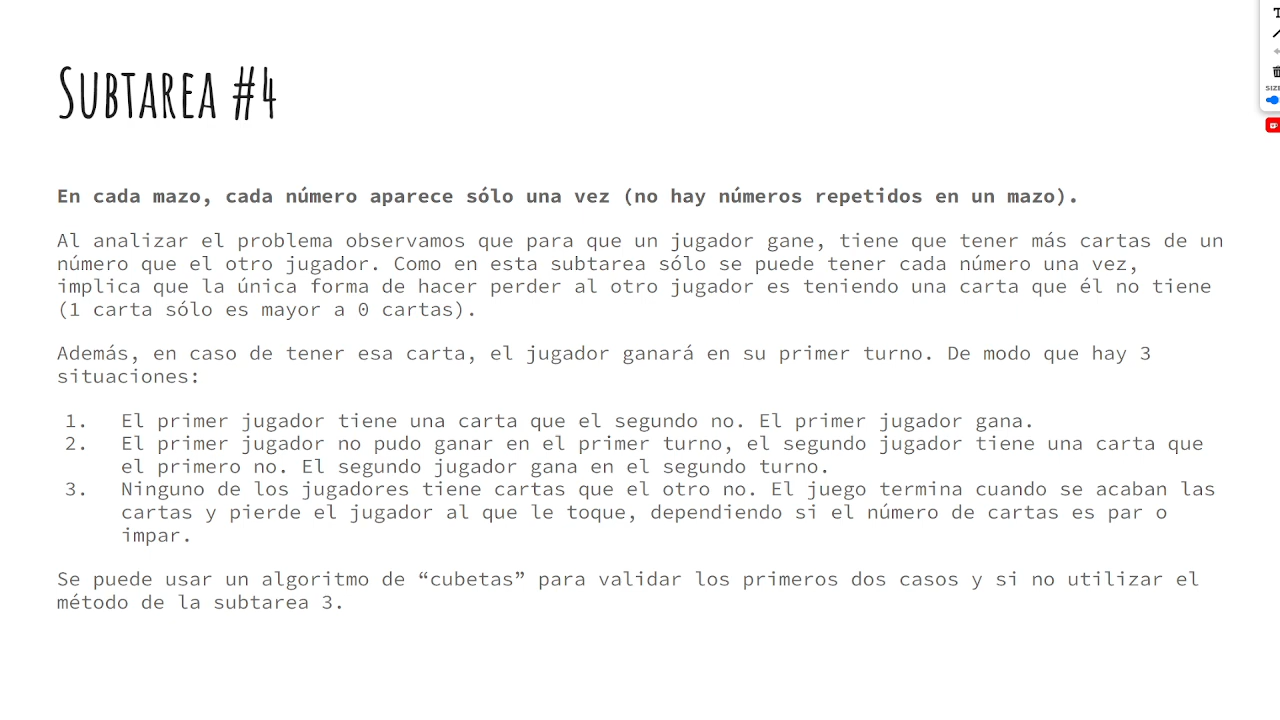 SUBTAREA #4
En cada mazo, cada número aparece sólo una vez (no hay números repetidos en un mazo).
Al analizar el problema observamos que para que un jugador gane, tiene que tener más cartas de un
número que el otro jugador. Como en esta subtarea sólo se puede tener cada número una vez,
implica que la única forma de hacer perder al otro jugador es teniendo una carta que él no tiene
(1 carta sólo es mayor a 0 cartas).
Además, en caso de tener esa carta, el jugador ganará en su primer turno. De modo que hay 3
situaciones:
1. El primer jugador tiene una carta que el segundo no. El primer jugador gana.
2. El primer jugador no pudo ganar en el primer turno, el segundo jugador tiene una carta que
el primero no. El segundo jugador gana en el segundo turno.
3. Ninguno de los jugadores tiene cartas que el otro no. El juego termina cuando se acaban las
cartas y pierde el jugador al que le toque, dependiendo si el número de cartas es par o
impar.
Se puede usar un algoritmo de “cubetas” para validar los primeros dos casos y si no utilizar el
método de la subtarea 3.